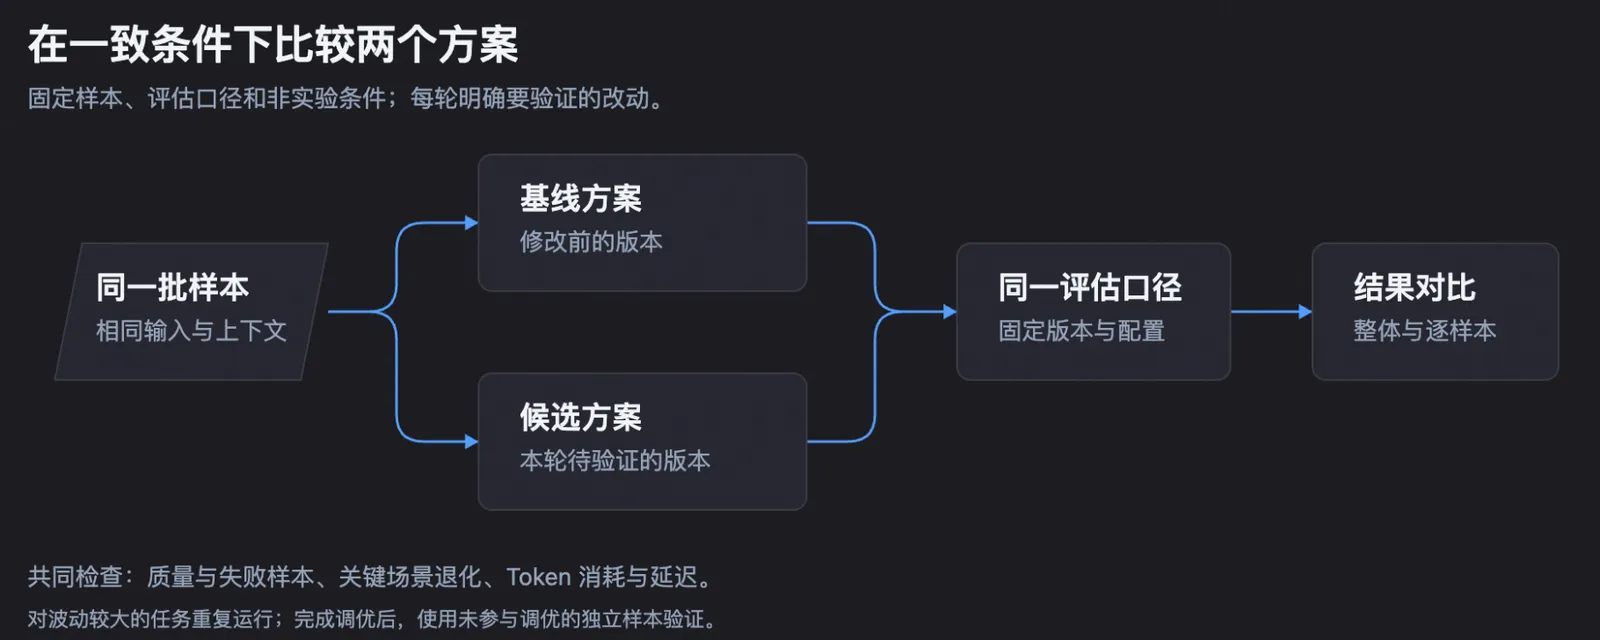 在一致条件下比较两个方案
固定样本、评估口径和非实验条件；每轮明确要验证的改动。
同一批样本
相同输入与上下文
基线方案
修改前的版本
候选方案
本轮待验证的版本
同一评估口径
固定版本与配置
结果对比
整体与逐样本
共同检查：质量与失败样本、关键场景退化、Token 消耗与延迟。
对波动较大的任务重复运行；完成调优后，使用未参与调优的独立样本验证。